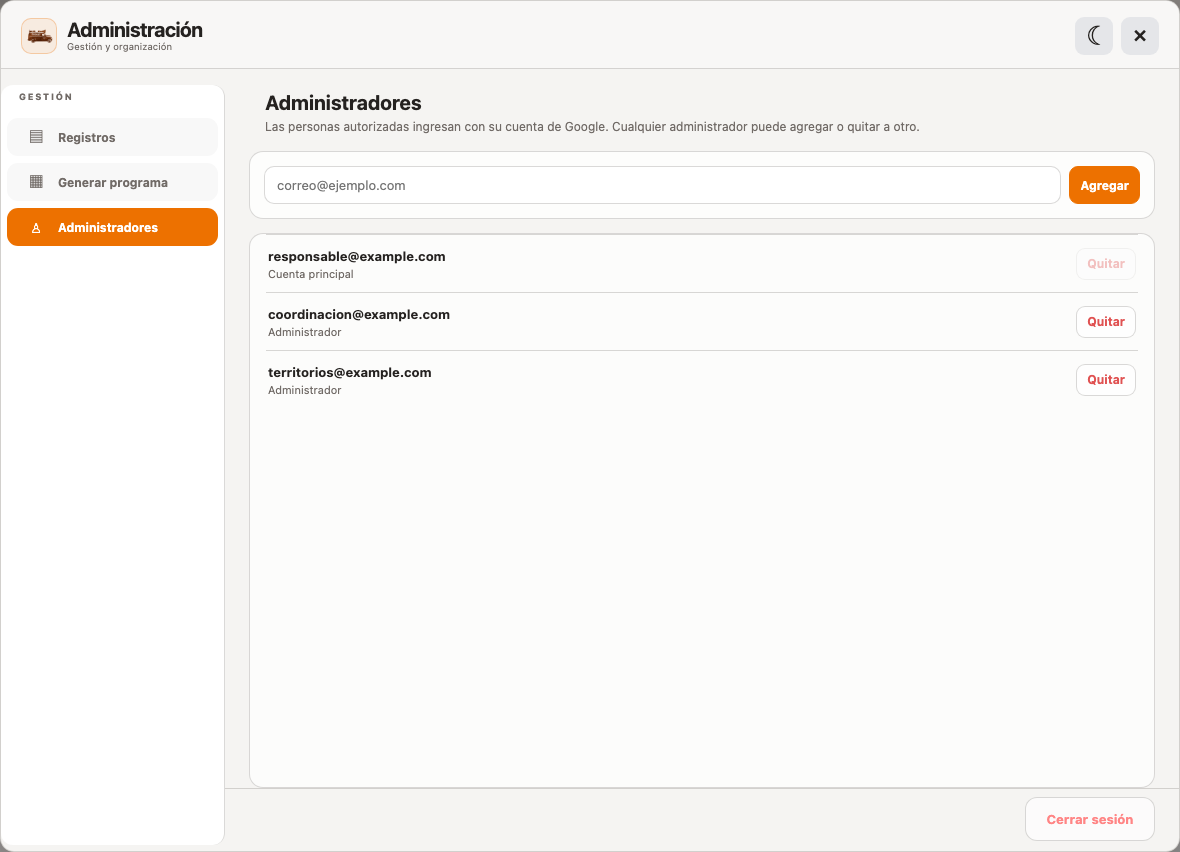 Administración
Gestión y organización
GESTIÓN
Registros
Generar programa
Administradores
Administradores
Las personas autorizadas ingresan con su cuenta de Google. Cualquier administrador puede agregar o quitar a otro.
correo@ejemplo.com
Agregar
responsable@example.com
Cuenta principal
Quitar
coordinacion@example.com
Administrador
Quitar
territorios@example.com
Administrador
Quitar
Cerrar sesión